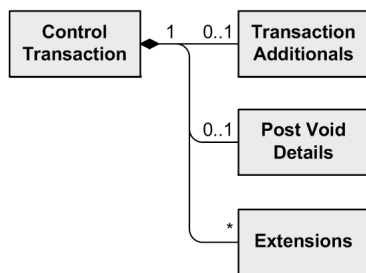 Control
Transaction
1
0..1
Transaction
Additionals
0..1
Post Void
Details
*
Extensions